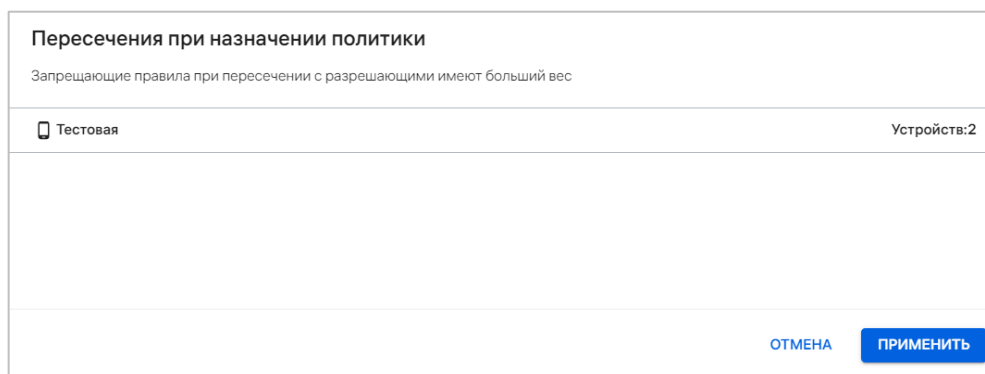 Пересечения при назначении политики
Запрещающие правила при пересечении с разрешающими имеют больший вес
Тестовая Устройств:2
ОТМЕНА ПРИМЕНИТЬ